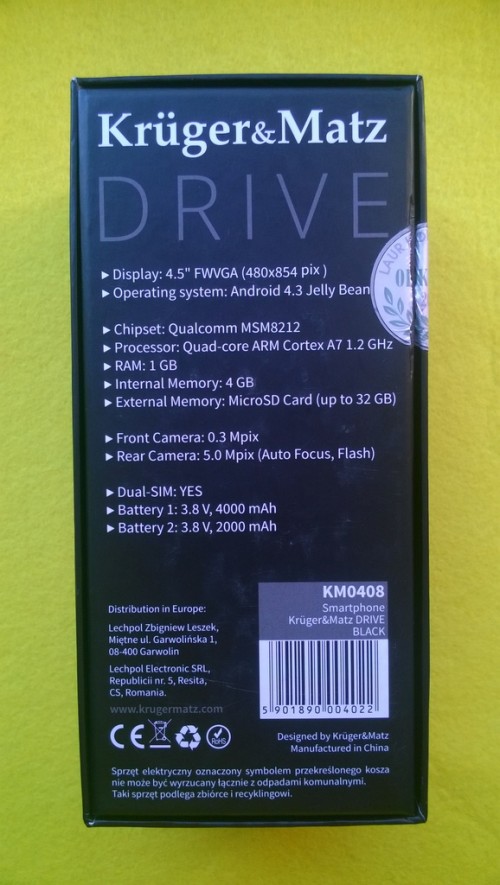 Krüger&Matz
DRIVE
▸ Display: 4.5" FWVGA (480x854 pix )
▸ Operating system: Android 4.3 Jelly Bean
▸ Chipset: Qualcomm MSM8212
▸ Processor: Quad-core ARM Cortex A7 1.2 GHz
▸ RAM: 1 GB
▸ Internal Memory: 4 GB
▸ External Memory: MicroSD Card (up to 32 GB)
▸ Front Camera: 0.3 Mpix
▸ Rear Camera: 5.0 Mpix (Auto Focus, Flash)
▸ Dual-SIM: YES
▸ Battery 1: 3.8 V, 4000 mAh
▸ Battery 2: 3.8 V, 2000 mAh
LAUR
KM0408
Smartphone
Krüger&Matz DRIVE
BLACK
5 901890 004022
Distribution in Europe:
Lechpol Zbigniew Leszek,
Miętne ul. Garwolińska 1,
08-400 Garwolin
Lechpol Electronic SRL,
Republicii nr. 5, Resita,
CS, Romania.
www.krugermatz.com
CE RoHS
Designed by Krüger&Matz
Manufactured in China
Sprzęt elektryczny oznaczony symbolem przekreślonego kosza
nie może być wyrzucany łącznie z odpadami komunalnymi.
Taki sprzęt podlega zbiórce i recyklingowi.